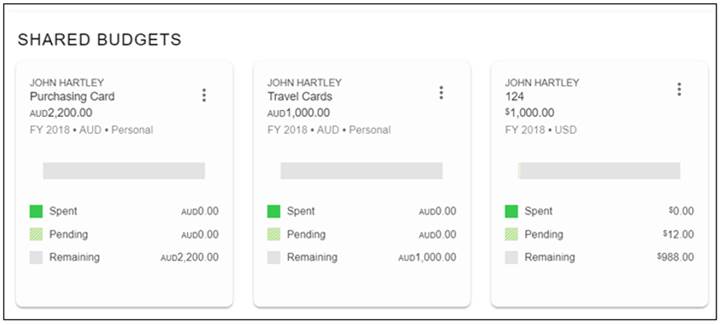 SHARED BUDGETS
JOHN HARTLEY
Purchasing Card
AUD2,200.00
FY 2018 • AUD • Personal
Spent AUD0.00
Pending AUD0.00
Remaining AUD2,200.00
JOHN HARTLEY
Travel Cards
AUD1,000.00
FY 2018 • AUD • Personal
Spent AUD0.00
Pending AUD0.00
Remaining AUD1,000.00
JOHN HARTLEY
124
$1,000.00
FY 2018 • USD
Spent $0.00
Pending $12.00
Remaining $988.00